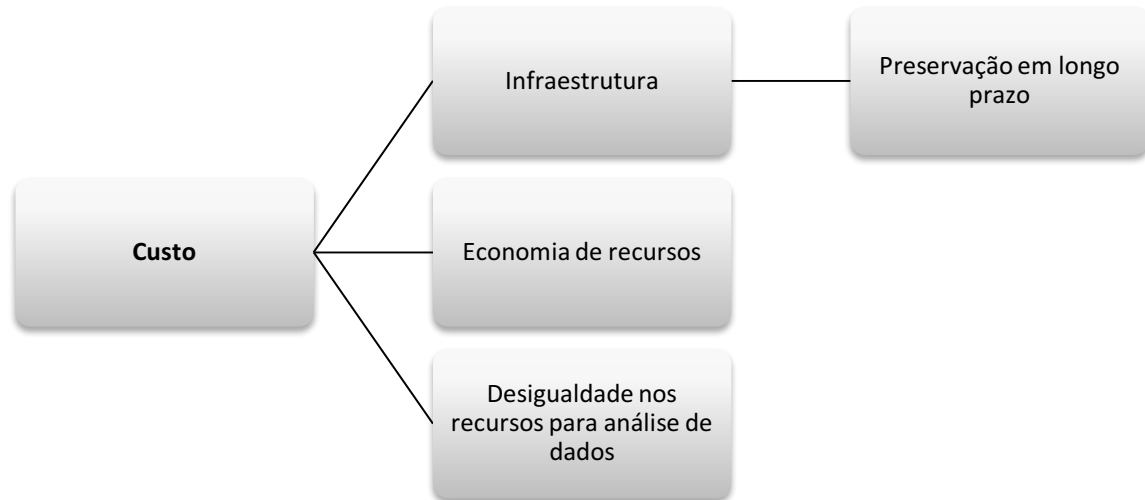 Infraestrutura
Preservação em longo
prazo
Custo
Economia de recursos
Desigualdade nos
recursos para análise de
dados